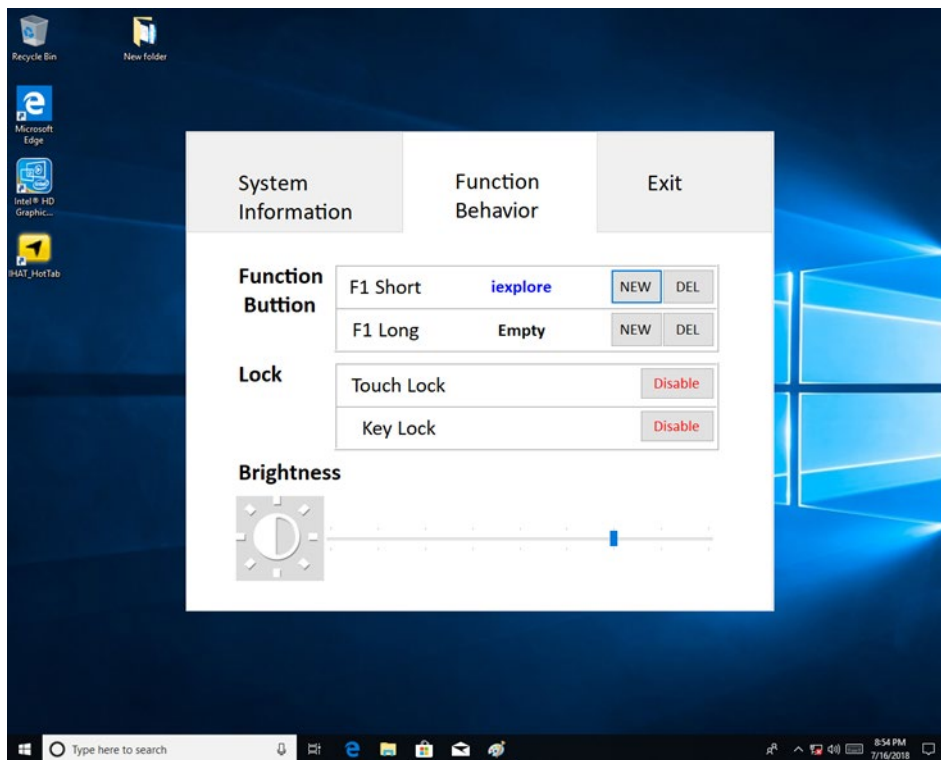 Recycle Bin
New folder
Microsoft
Edge
Intel® HD
Graphic...
IHAT_HotTab
System
Information
Function
Behavior
Exit
Function
Buttion
F1 Short
iexplore
NEW
DEL
F1 Long
Empty
NEW
DEL
Lock
Touch Lock
Disable
Key Lock
Disable
Brightness
Type here to search
8:54 PM
7/16/2018